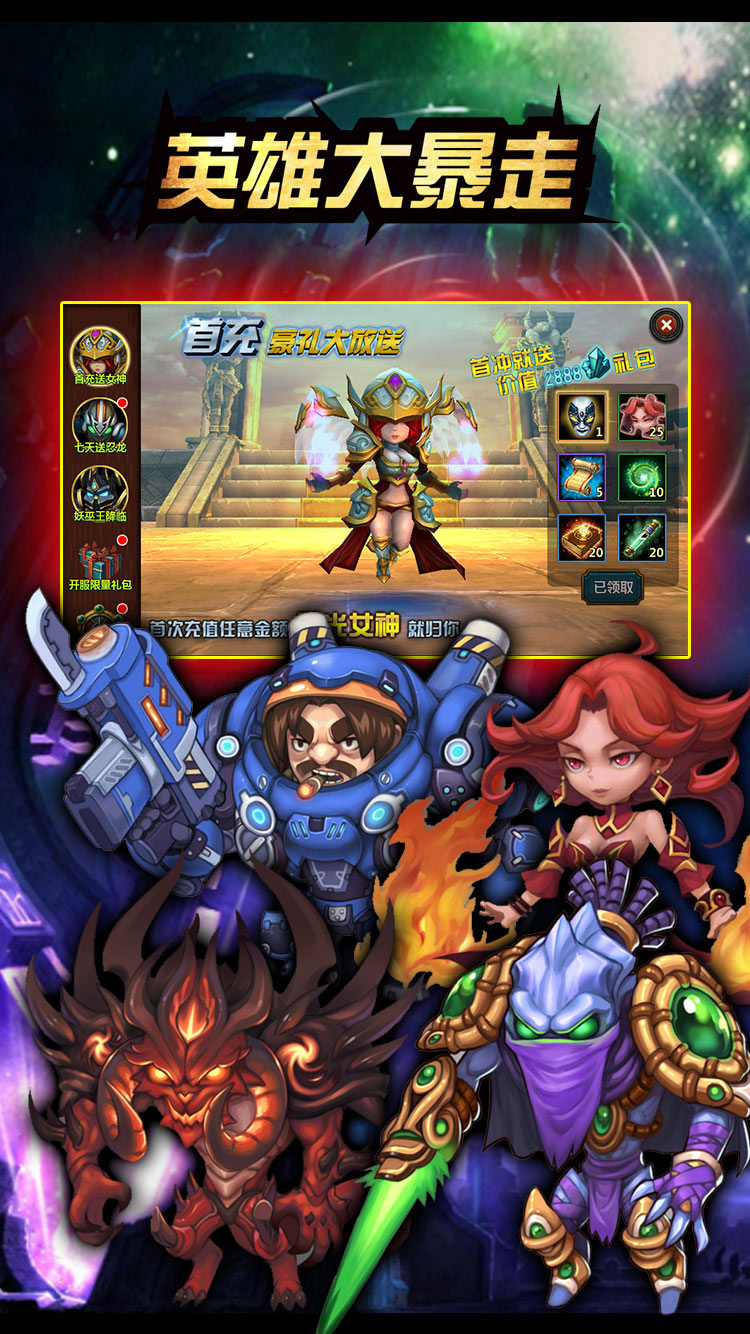 英雄大暴走
首充豪礼大放送
首冲就送
价值2888礼包
首充送女神
七天送忍龙
妖巫王降临
开服限量礼包
1
25
5
10
20
20
已领取
首次充值任意金额
光女神 就归你